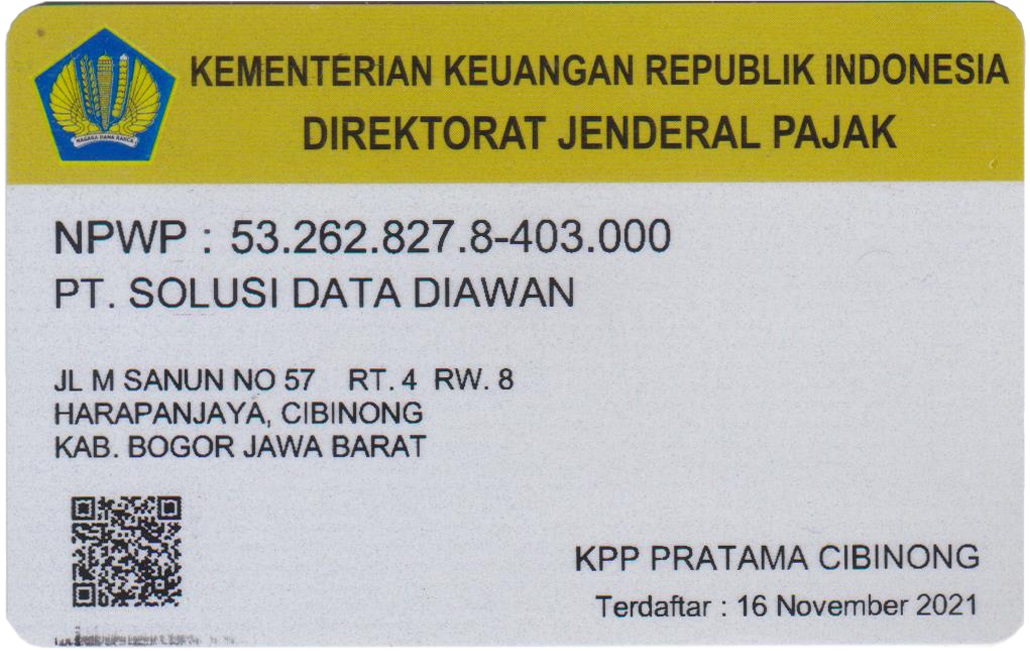 KEMENTERIAN KEUANGAN REPUBLIK INDONESIA
DIREKTORAT JENDERAL PAJAK
NAGARA DANA RAKCA
NPWP : 53.262.827.8-403.000
PT. SOLUSI DATA DIAWAN
JL M SANUN NO 57 RT. 4 RW. 8
HARAPANJAYA, CIBINONG
KAB. BOGOR JAWA BARAT
KPP PRATAMA CIBINONG
Terdaftar : 16 November 2021